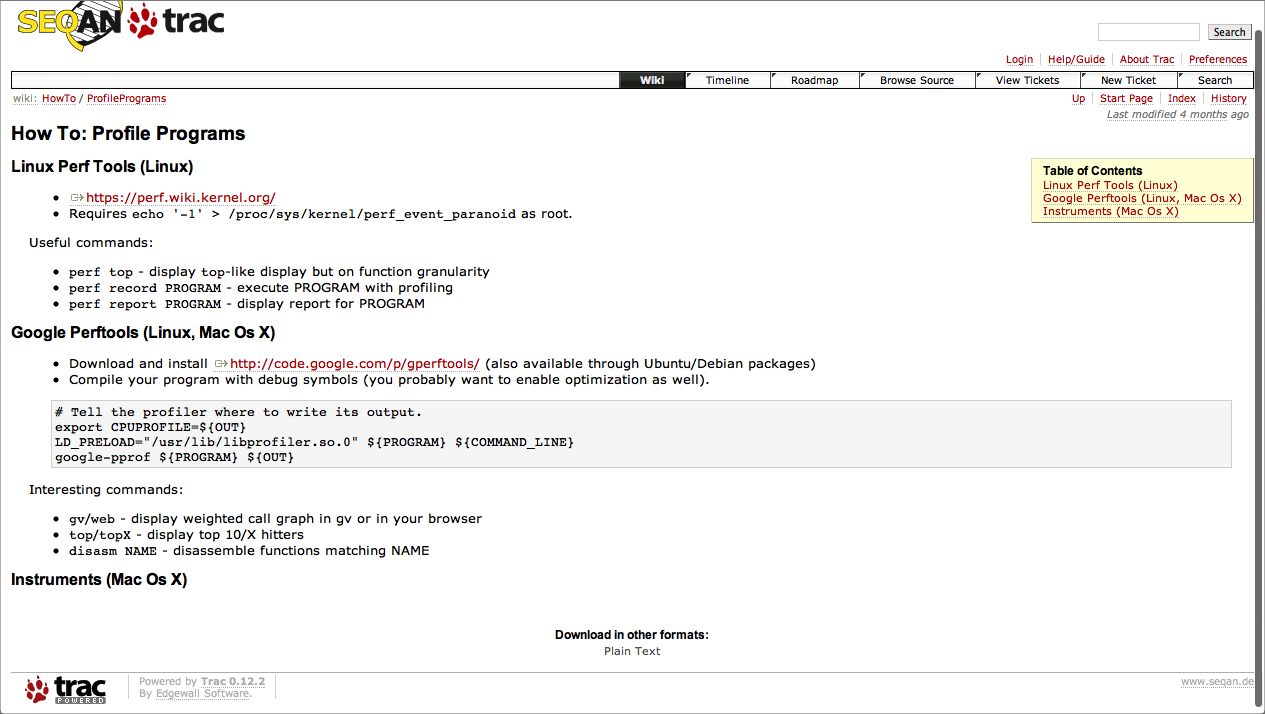 SEQAN trac
Search
Login Help/Guide About Trac Preferences
Wiki Timeline Roadmap Browse Source View Tickets New Ticket Search
wiki: HowTo / ProfilePrograms
Up Start Page Index History
Last modified 4 months ago
How To: Profile Programs
Linux Perf Tools (Linux)
https://perf.wiki.kernel.org/
Requires echo '-1' > /proc/sys/kernel/perf_event_paranoid as root.
Table of Contents
Linux Perf Tools (Linux)
Google Perftools (Linux, Mac Os X)
Instruments (Mac Os X)
Useful commands:
perf top - display top-like display but on function granularity
perf record PROGRAM - execute PROGRAM with profiling
perf report PROGRAM - display report for PROGRAM
Google Perftools (Linux, Mac Os X)
Download and install http://code.google.com/p/gperftools/ (also available through Ubuntu/Debian packages)
Compile your program with debug symbols (you probably want to enable optimization as well).
# Tell the profiler where to write its output.
export CPUPROFILE=${OUT}
LD_PRELOAD="/usr/lib/libprofiler.so.0" ${PROGRAM} ${COMMAND_LINE}
google-pprof ${PROGRAM} ${OUT}
Interesting commands:
gv/web - display weighted call graph in gv or in your browser
top/topX - display top 10/X hitters
disasm NAME - disassemble functions matching NAME
Instruments (Mac Os X)
Download in other formats:
Plain Text
trac
POWERED
Powered by Trac 0.12.2
By Edgewall Software.
www.seqan.de